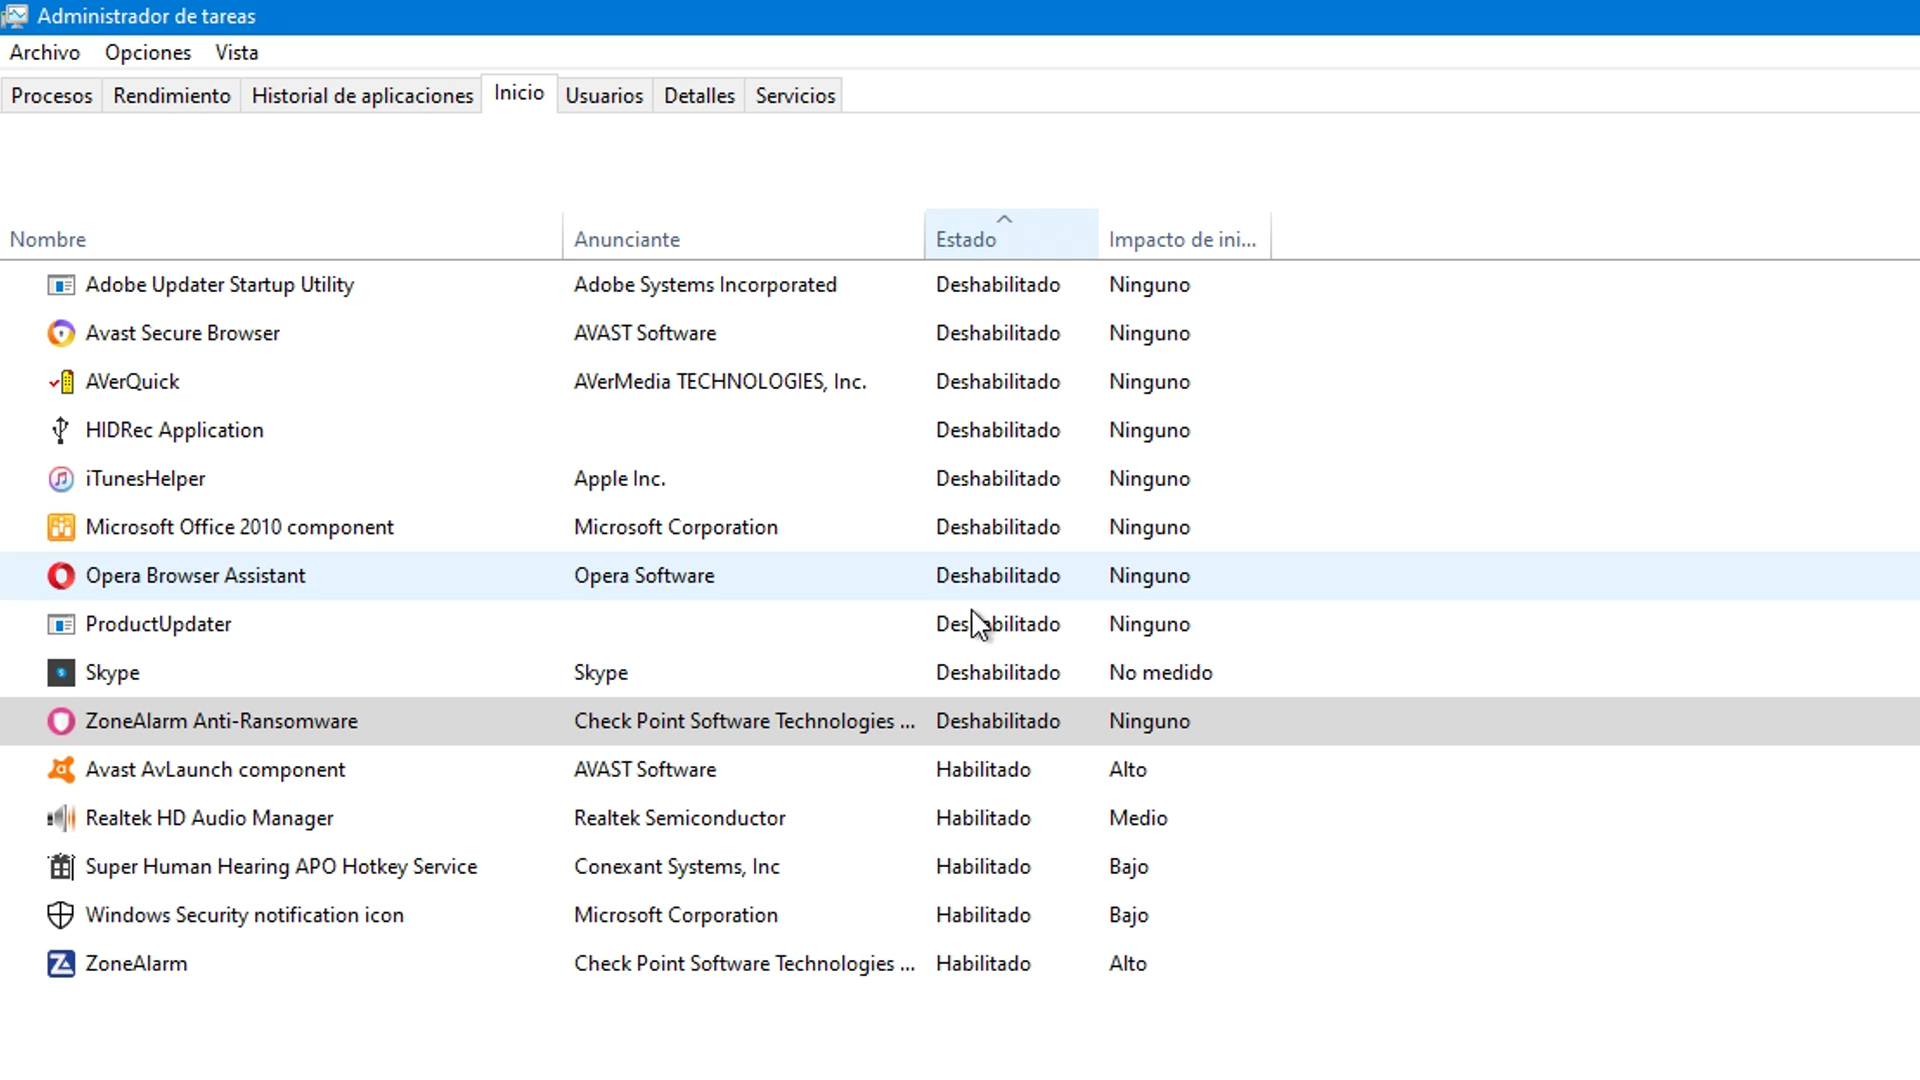 Administrador de tareas
Archivo Opciones Vista
Procesos Rendimiento Historial de aplicaciones Inicio Usuarios Detalles Servicios
Nombre Anunciante Estado Impacto de ini...
Adobe Updater Startup Utility Adobe Systems Incorporated Deshabilitado Ninguno
Avast Secure Browser AVAST Software Deshabilitado Ninguno
AVerQuick AVerMedia TECHNOLOGIES, Inc. Deshabilitado Ninguno
HIDRec Application Deshabilitado Ninguno
iTunesHelper Apple Inc. Deshabilitado Ninguno
Microsoft Office 2010 component Microsoft Corporation Deshabilitado Ninguno
Opera Browser Assistant Opera Software Deshabilitado Ninguno
ProductUpdater Deshabilitado Ninguno
Skype Skype Deshabilitado No medido
ZoneAlarm Anti-Ransomware Check Point Software Technologies ... Deshabilitado Ninguno
Avast AvLaunch component AVAST Software Habilitado Alto
Realtek HD Audio Manager Realtek Semiconductor Habilitado Medio
Super Human Hearing APO Hotkey Service Conexant Systems, Inc Habilitado Bajo
Windows Security notification icon Microsoft Corporation Habilitado Bajo
ZoneAlarm Check Point Software Technologies ... Habilitado Alto